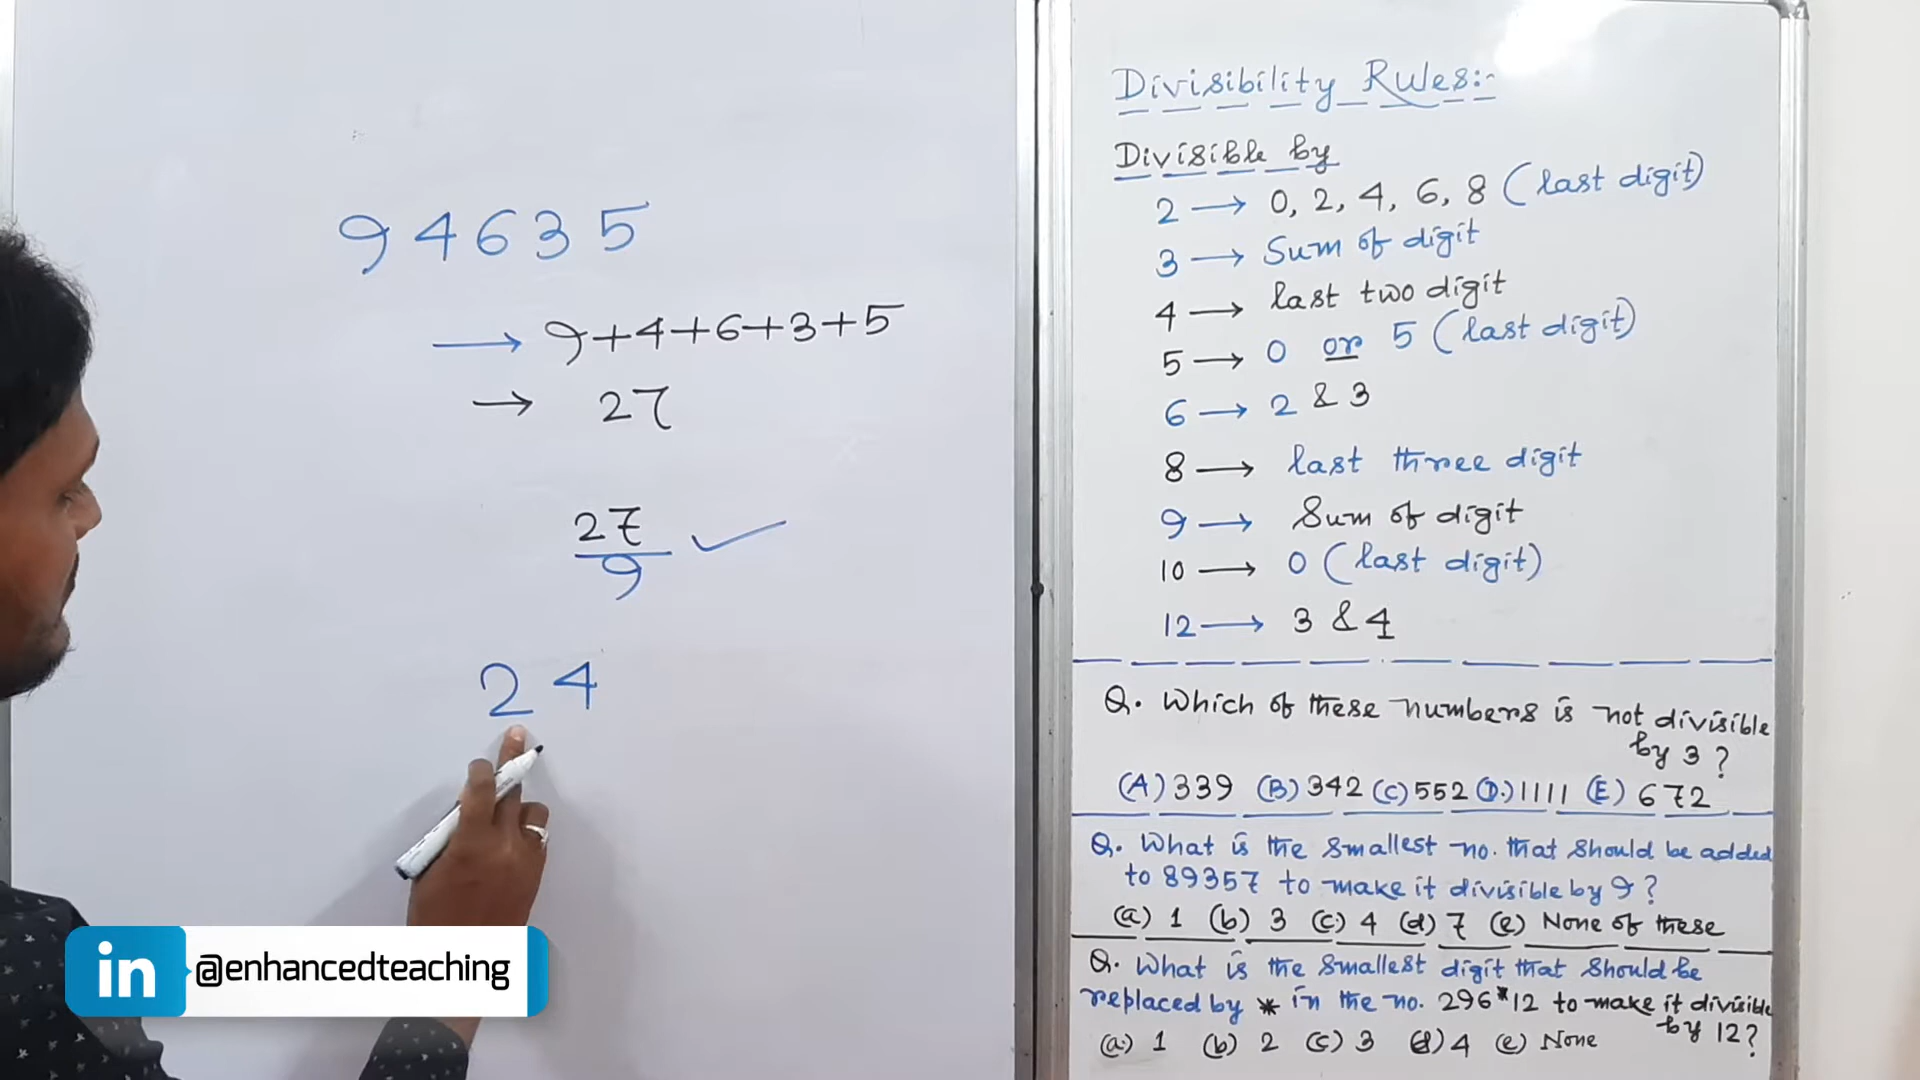 94635
→ 9+4+6+3+5
→ 27
27
9
24
in @enhancedteaching
Divisibility Rules:-
Divisible by
2 → 0, 2, 4, 6, 8 (last digit)
3 → Sum of digit
4 → last two digit
5 → 0 or 5 (last digit)
6 → 2 & 3
8 → last three digit
9 → Sum of digit
10 → 0 (last digit)
12 → 3 & 4
Q. Which of these numbers is not divisible
by 3?
(A) 339 (B) 342 (C) 552 (D.) 1111 (E) 672
Q. What is the smallest no. that should be added
to 89357 to make it divisible by 9?
(a) 1 (b) 3 (c) 4 (d) 7 (e) None of these
Q. What is the smallest digit that should be
replaced by * in the no. 296*12 to make it divisible
by 12?
(a.) 1 (b) 2 (c) 3 (d) 4 (e) None